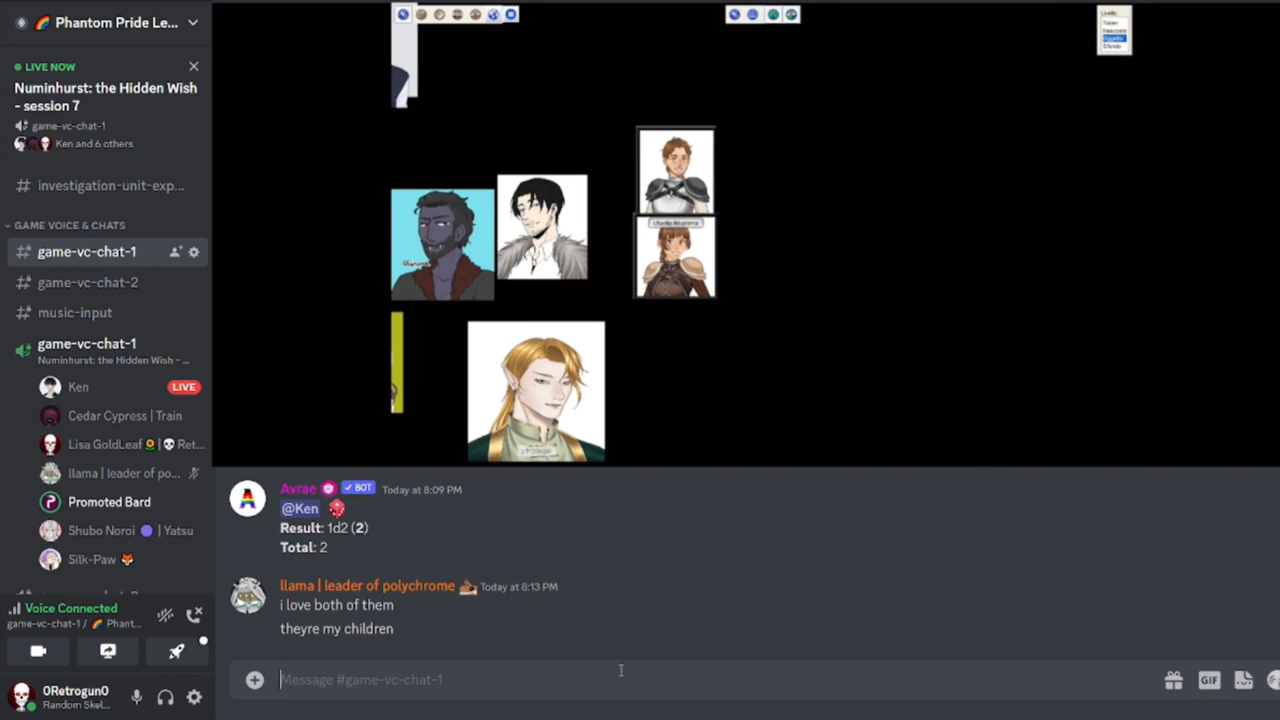 Phantom Pride Le...
LIVE NOW
Numinhurst: the Hidden Wish
- session 7
game-vc-chat-1
Ken and 6 others
investigation-unit-exp...
GAME VOICE & CHATS
game-vc-chat-1
game-vc-chat-2
music-input
game-vc-chat-1
Numinhurst: the Hidden Wish - ...
Ken
LIVE
Cedar Cypress | Train
Lisa GoldLeaf | Ret...
llama | leader of po...
Promoted Bard
Shubo Noroi | Yatsu
Silk-Paw
Voice Connected
game-vc-chat-1 / Phant...
0Retrogun0
Random Skel...
Avrae
BOT
Today at 8:09 PM
@Ken
Result: 1d2 (2)
Total: 2
llama | leader of polychrome
Today at 8:13 PM
i love both of them
theyre my children
Message #game-vc-chat-1
GIF
Token